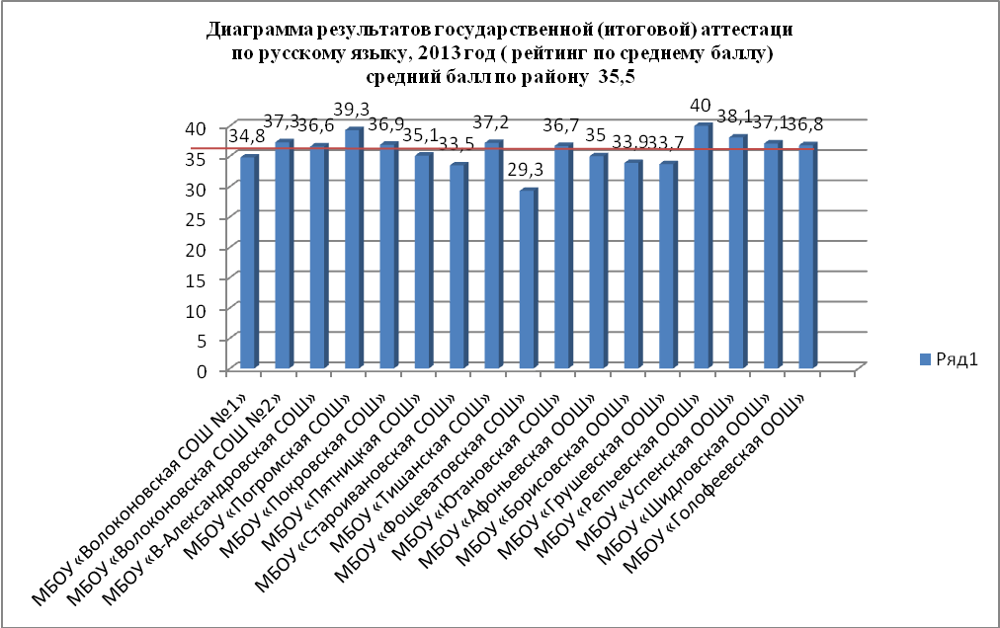 Диаграмма результатов государственной (итоговой) аттестаци
по русскому языку, 2013 год ( рейтинг по среднему баллу)
средний балл по району 35,5
40
35
30
25
20
15
10
5
0
34,8
37,3
36,6
39,3
36,9
35,1
33,5
37,2
29,3
36,7
35
33,9
33,7
40
38,1
37,1
36,8
МБОУ «Волоконовская СОШ №1»
МБОУ «Волоконовская СОШ №2»
МБОУ «В-Александровская СОШ»
МБОУ «Погромская СОШ»
МБОУ «Покровская СОШ»
МБОУ «Пятницкая СОШ»
МБОУ «Староивановская СОШ»
МБОУ «Тишанская СОШ»
МБОУ «Фощеватовская СОШ»
МБОУ «Ютановская СОШ»
МБОУ «Афоньевская ООШ»
МБОУ «Борисовская ООШ»
МБОУ «Грушевская ООШ»
МБОУ «Репьевская ООШ»
МБОУ «Успенская ООШ»
МБОУ «Шидловская ООШ»
МБОУ «Голофеевская ООШ»
Ряд1